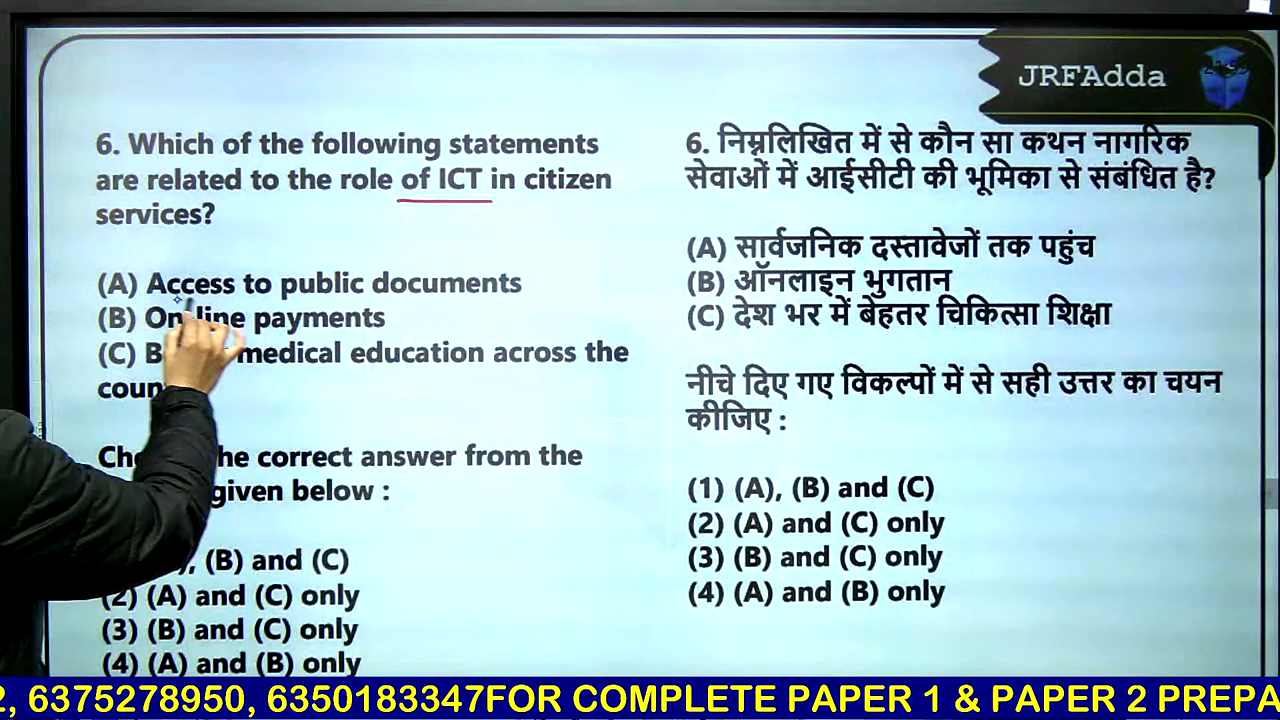 JRFAdda
6. Which of the following statements
are related to the role of ICT in citizen
services?
(A) Access to public documents
(B) On line payments
(C) medical education across the
the correct answer from the
given below :
, (B) and (C)
(2) (A) and (C) only
(3) (B) and (C) only
(4) (A) and (B) only
6. निम्नलिखित में से कौन सा कथन नागरिक
सेवाओं में आईसीटी की भूमिका से संबंधित है?
(A) सार्वजनिक दस्तावेजों तक पहुंच
(B) ऑनलाइन भुगतान
(C) देश भर में बेहतर चिकित्सा शिक्षा
नीचे दिए गए विकल्पों में से सही उत्तर का चयन
कीजिए :
(1) (A), (B) and (C)
(2) (A) and (C) only
(3) (B) and (C) only
(4) (A) and (B) only
2, 6375278950, 6350183347FOR COMPLETE PAPER 1 & PAPER 2 PREPA